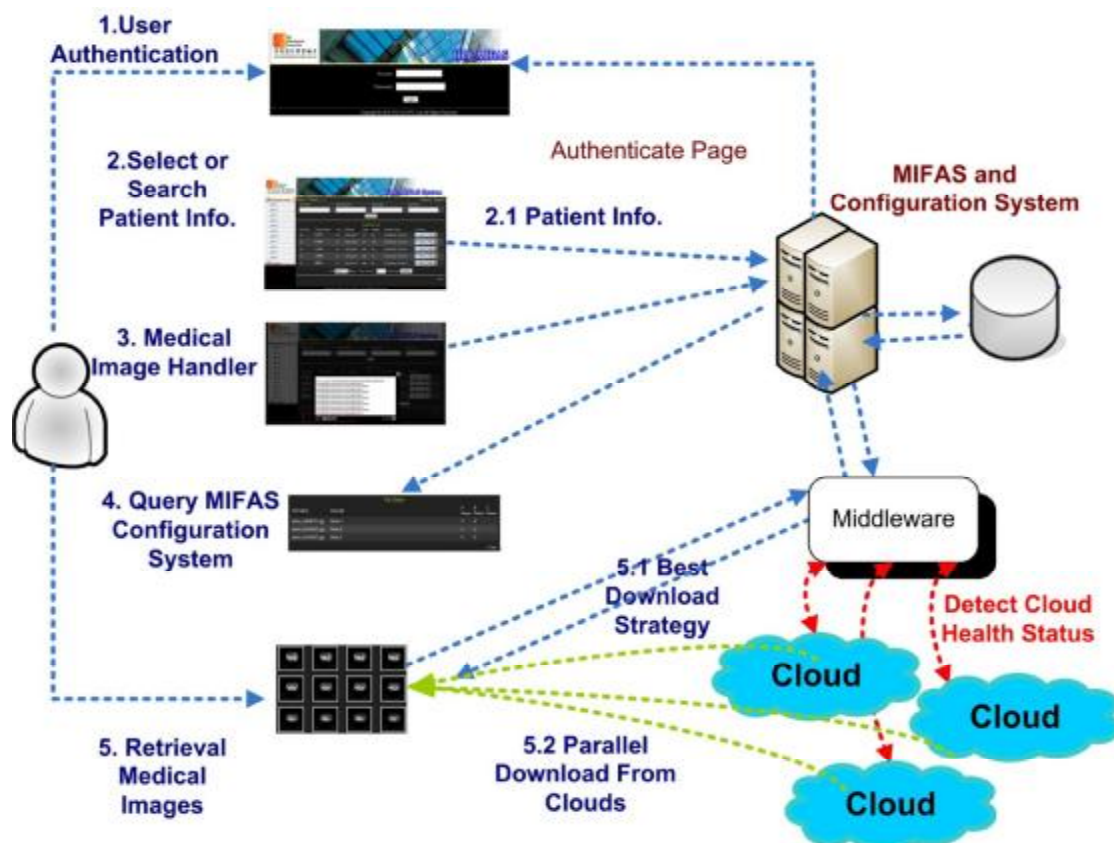 1.User
Authentication
Authenticate Page
2.Select or
Search
Patient Info.
2.1 Patient Info.
MIFAS and
Configuration System
3. Medical
Image Handler
4. Query MIFAS
Configuration
System
Middleware
5.1 Best
Download
Strategy
Detect Cloud
Health Status
Cloud
Cloud
Cloud
5. Retrieval
Medical
Images
5.2 Parallel
Download From
Clouds